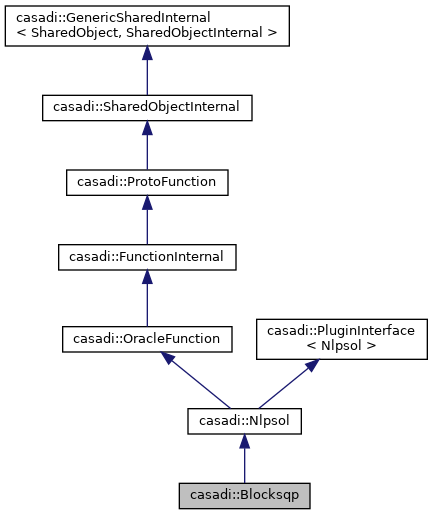 casadi::GenericSharedInternal
< SharedObject, SharedObjectInternal >
casadi::SharedObjectInternal
casadi::ProtoFunction
casadi::FunctionInternal
casadi::OracleFunction
casadi::PluginInterface
< Nlpsol >
casadi::Nlpsol
casadi::Blocksqp